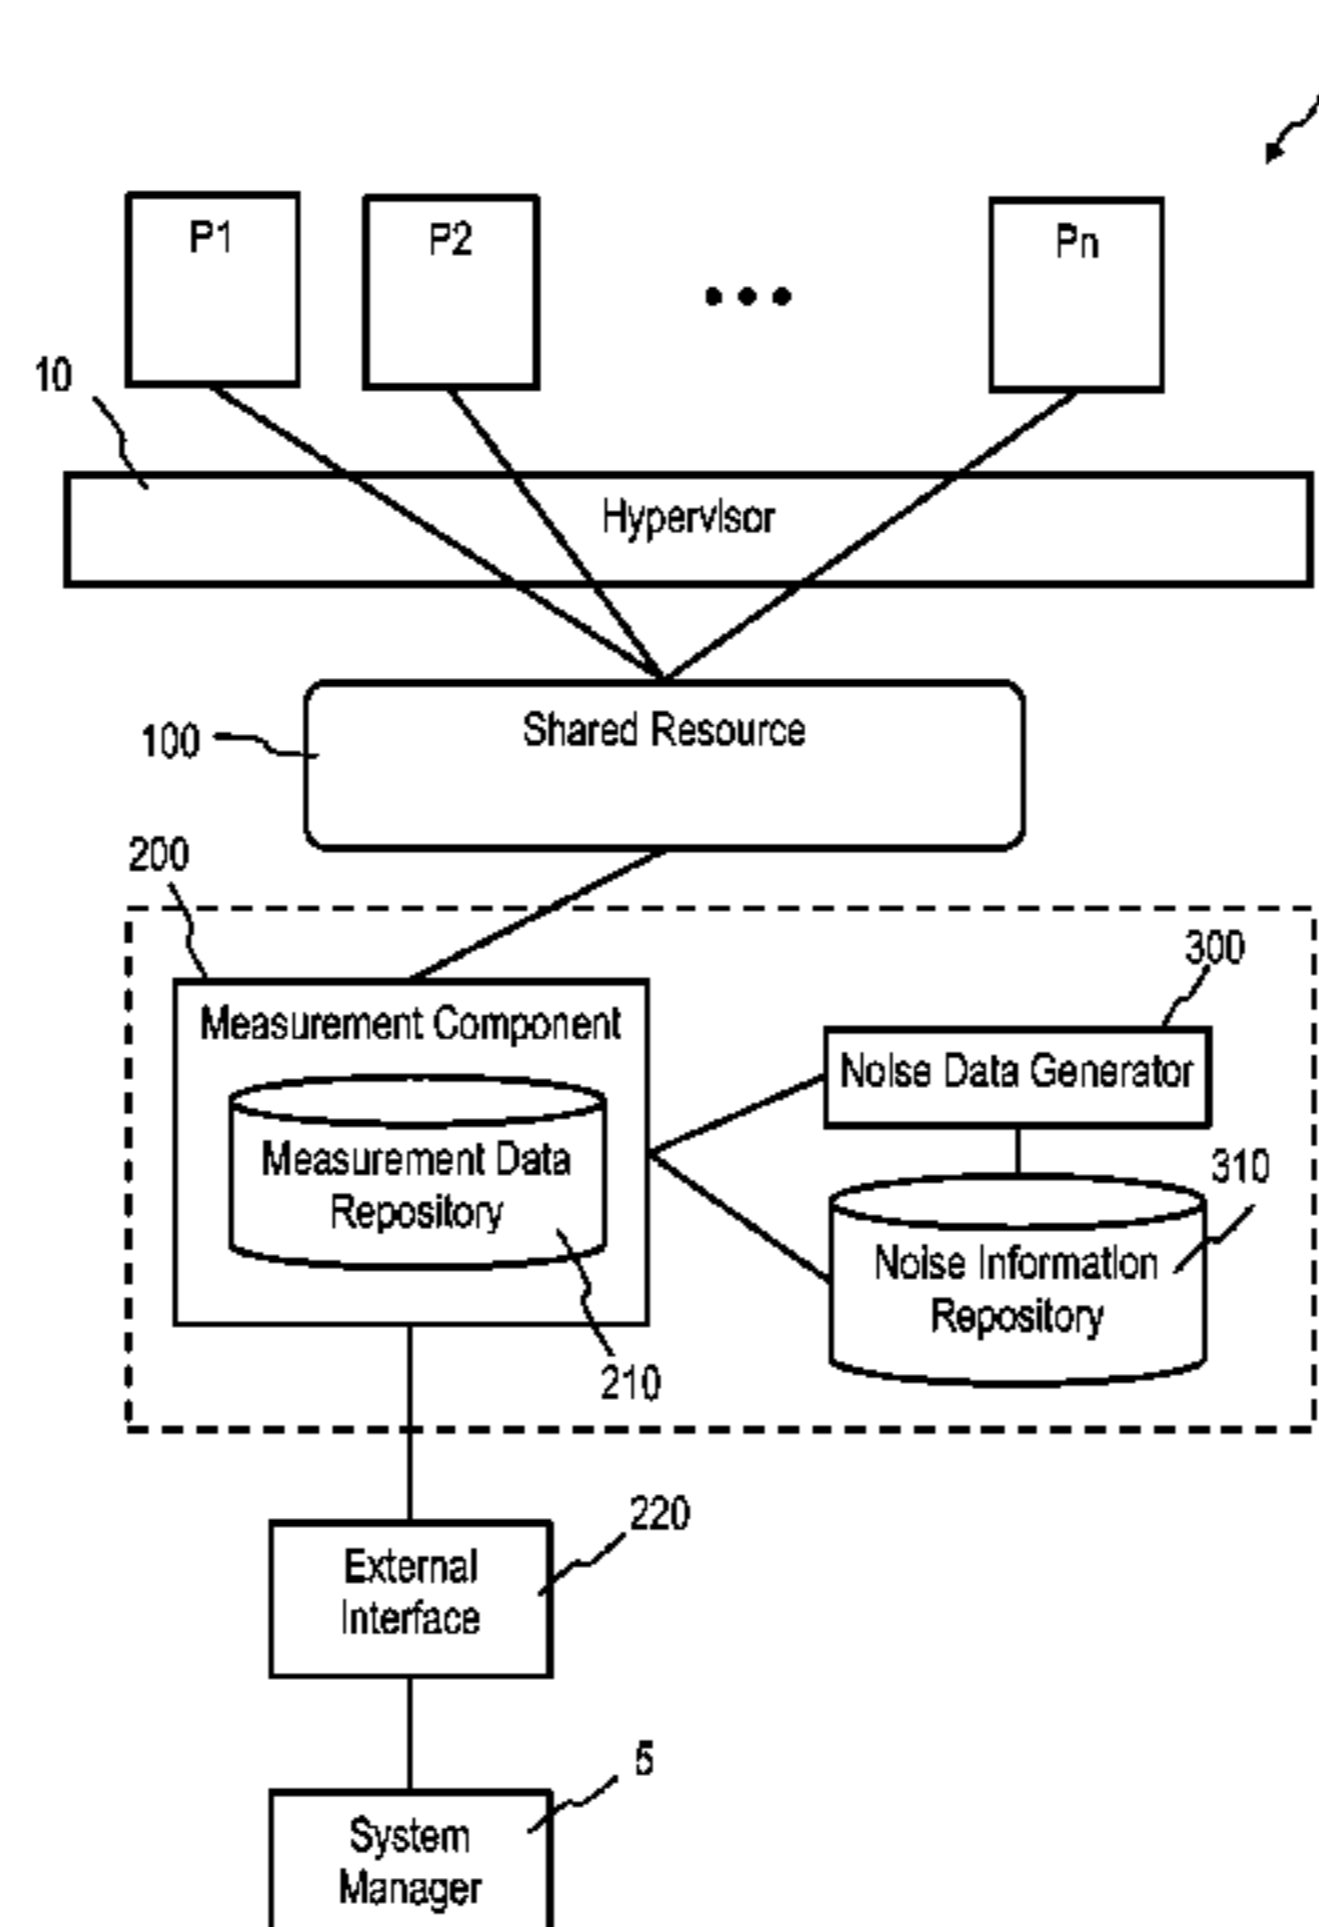 P1
P2
Pn
10
Hypervisor
Shared Resource
100
200
300
Measurement Component
Noise Data Generator
Measurement Data
Repository
310
Noise Information
Repository
210
220
External
Interface
5
System
Manager